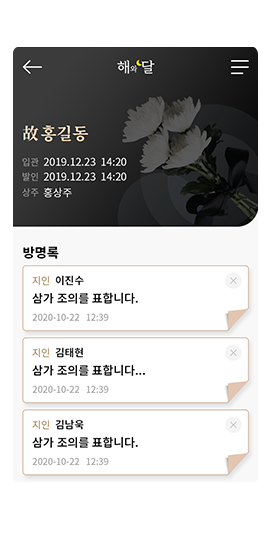 해와달
故홍길동
입관 2019.12.23 14:20
발인 2019.12.23 14:20
상주 홍상주
방명록
지인 이진수
삼가 조의를 표합니다.
2020-10-22 12:39
지인 김태현
삼가 조의를 표합니다...
2020-10-22 12:39
지인 김남욱
삼가 조의를 표합니다.
2020-10-22 12:39